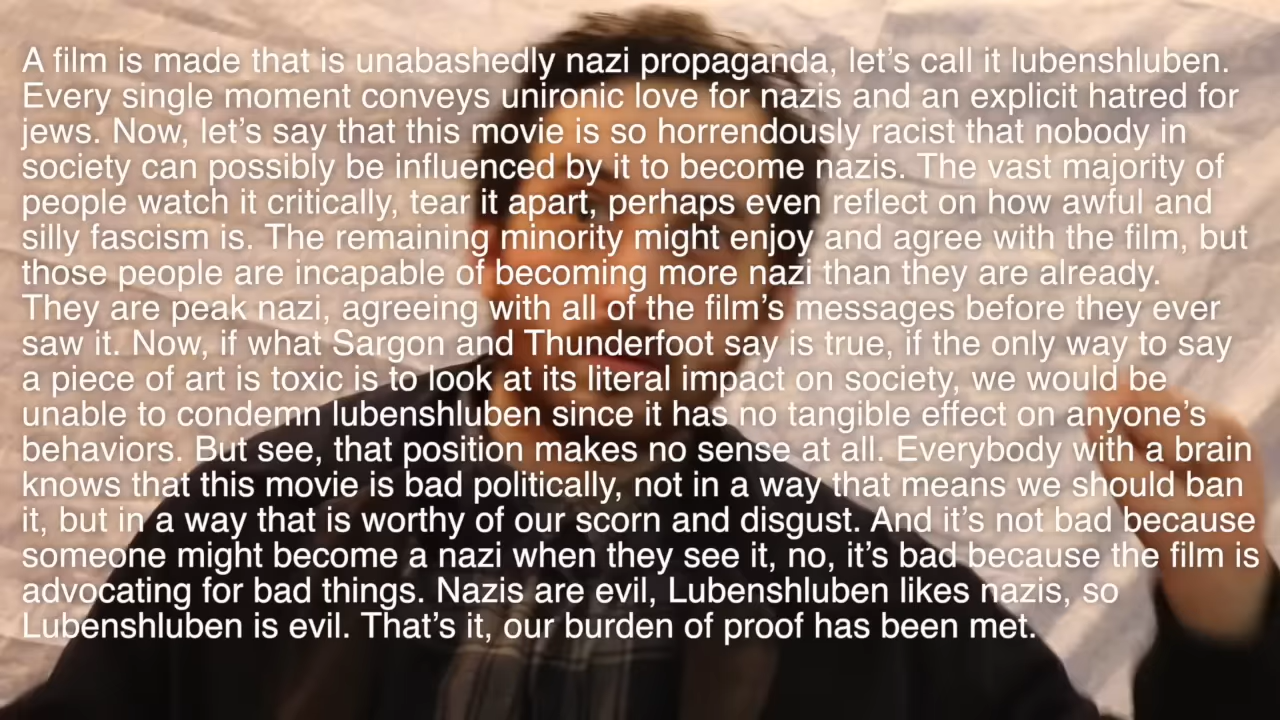 A film is made that is unabashedly nazi propaganda, let's call it lubenshluben.
Every single moment conveys unironic love for nazis and an explicit hatred for
jews. Now, let's say that this movie is so horrendously racist that nobody in
society can possibly be influenced by it to become nazis. The vast majority of
people watch it critically, tear it apart, perhaps even reflect on how awful and
silly fascism is. The remaining minority might enjoy and agree with the film, but
those people are incapable of becoming more nazi than they are already.
They are peak nazi, agreeing with all of the film's messages before they ever
saw it. Now, if what Sargon and Thunderfoot say is true, if the only way to say
a piece of art is toxic is to look at its literal impact on society, we would be
unable to condemn lubenshluben since it has no tangible effect on anyone's
behaviors. But see, that position makes no sense at all. Everybody with a brain
knows that this movie is bad politically, not in a way that means we should ban
it, but in a way that is worthy of our scorn and disgust. And it's not bad because
someone might become a nazi when they see it, no, it's bad because the film is
advocating for bad things. Nazis are evil, Lubenshluben likes nazis, so
Lubenshluben is evil. That's it, our burden of proof has been met.